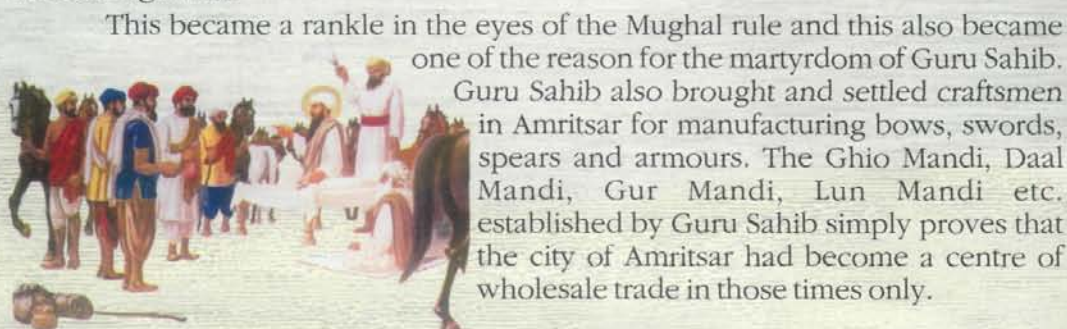 This became a rankle in the eyes of the Mughal rule and this also became
one of the reason for the martyrdom of Guru Sahib.
Guru Sahib also brought and settled craftsmen
in Amritsar for manufacturing bows, swords,
spears and armours. The Ghio Mandi, Daal
Mandi, Gur Mandi, Lun Mandi etc.
established by Guru Sahib simply proves that
the city of Amritsar had become a centre of
wholesale trade in those times only.